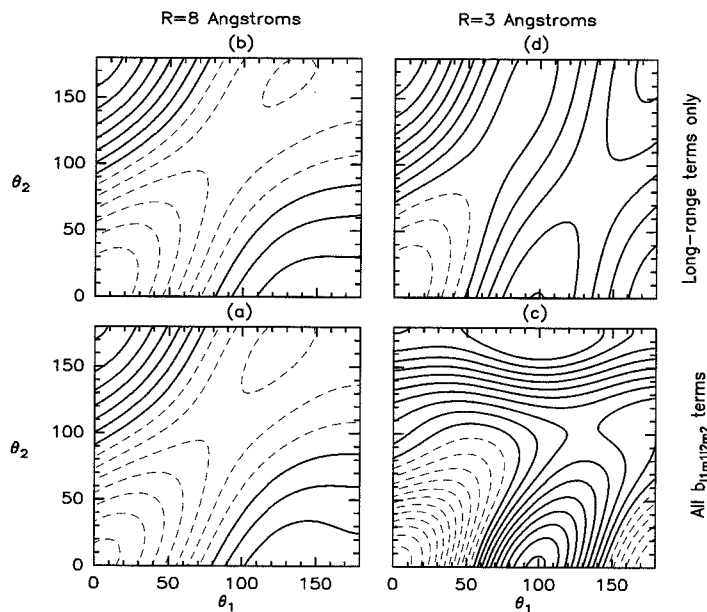 R=8 Angstroms R=3 Angstroms
(b) (d)
150
100
50
0
θ2
Long-range terms only
(a) (c)
150
100
50
0
θ2
All b l1m1l2m2 terms
0 50 100 150 0 50 100 150
θ1 θ1